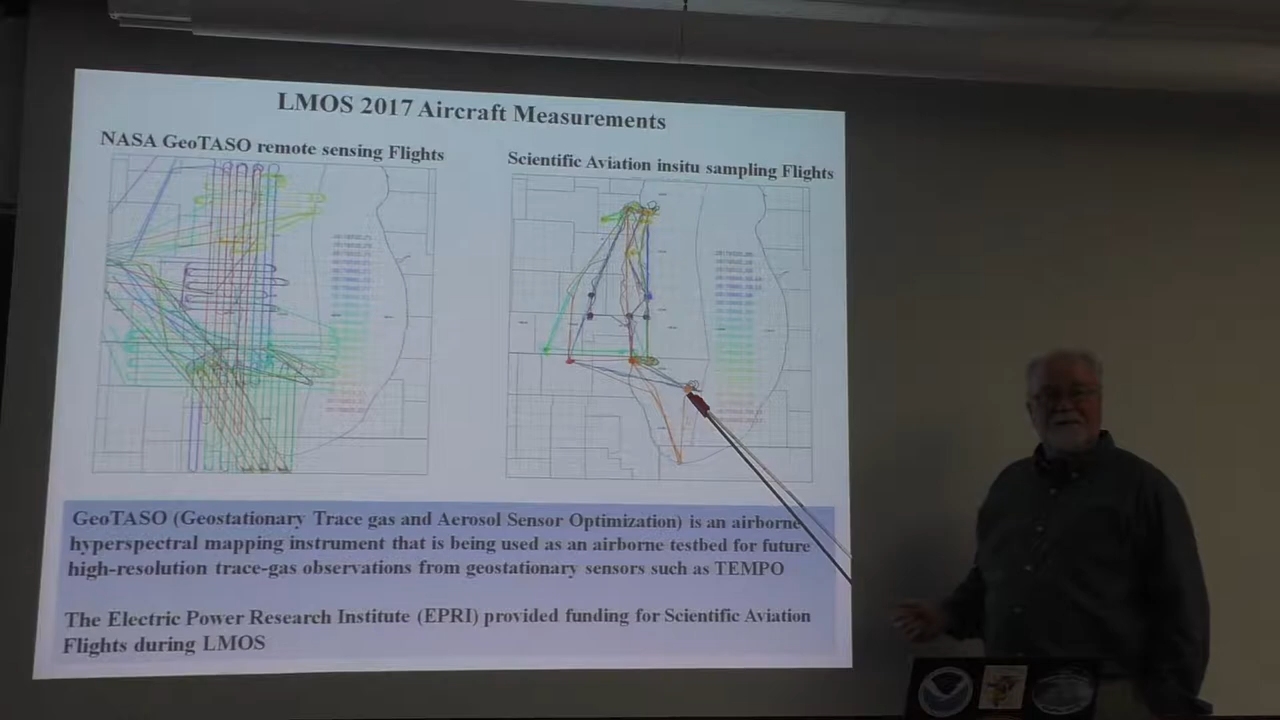 LMOS 2017 Aircraft Measurements
NASA GeoTASO remote sensing Flights
Scientific Aviation insitu sampling Flights
GeoTASO (Geostationary Trace gas and Aerosol Sensor Optimization) is an airborne
hyperspectral mapping instrument that is being used as an airborne testbed for future
high-resolution trace-gas observations from geostationary sensors such as TEMPO
The Electric Power Research Institute (EPRI) provided funding for Scientific Aviation
Flights during LMOS